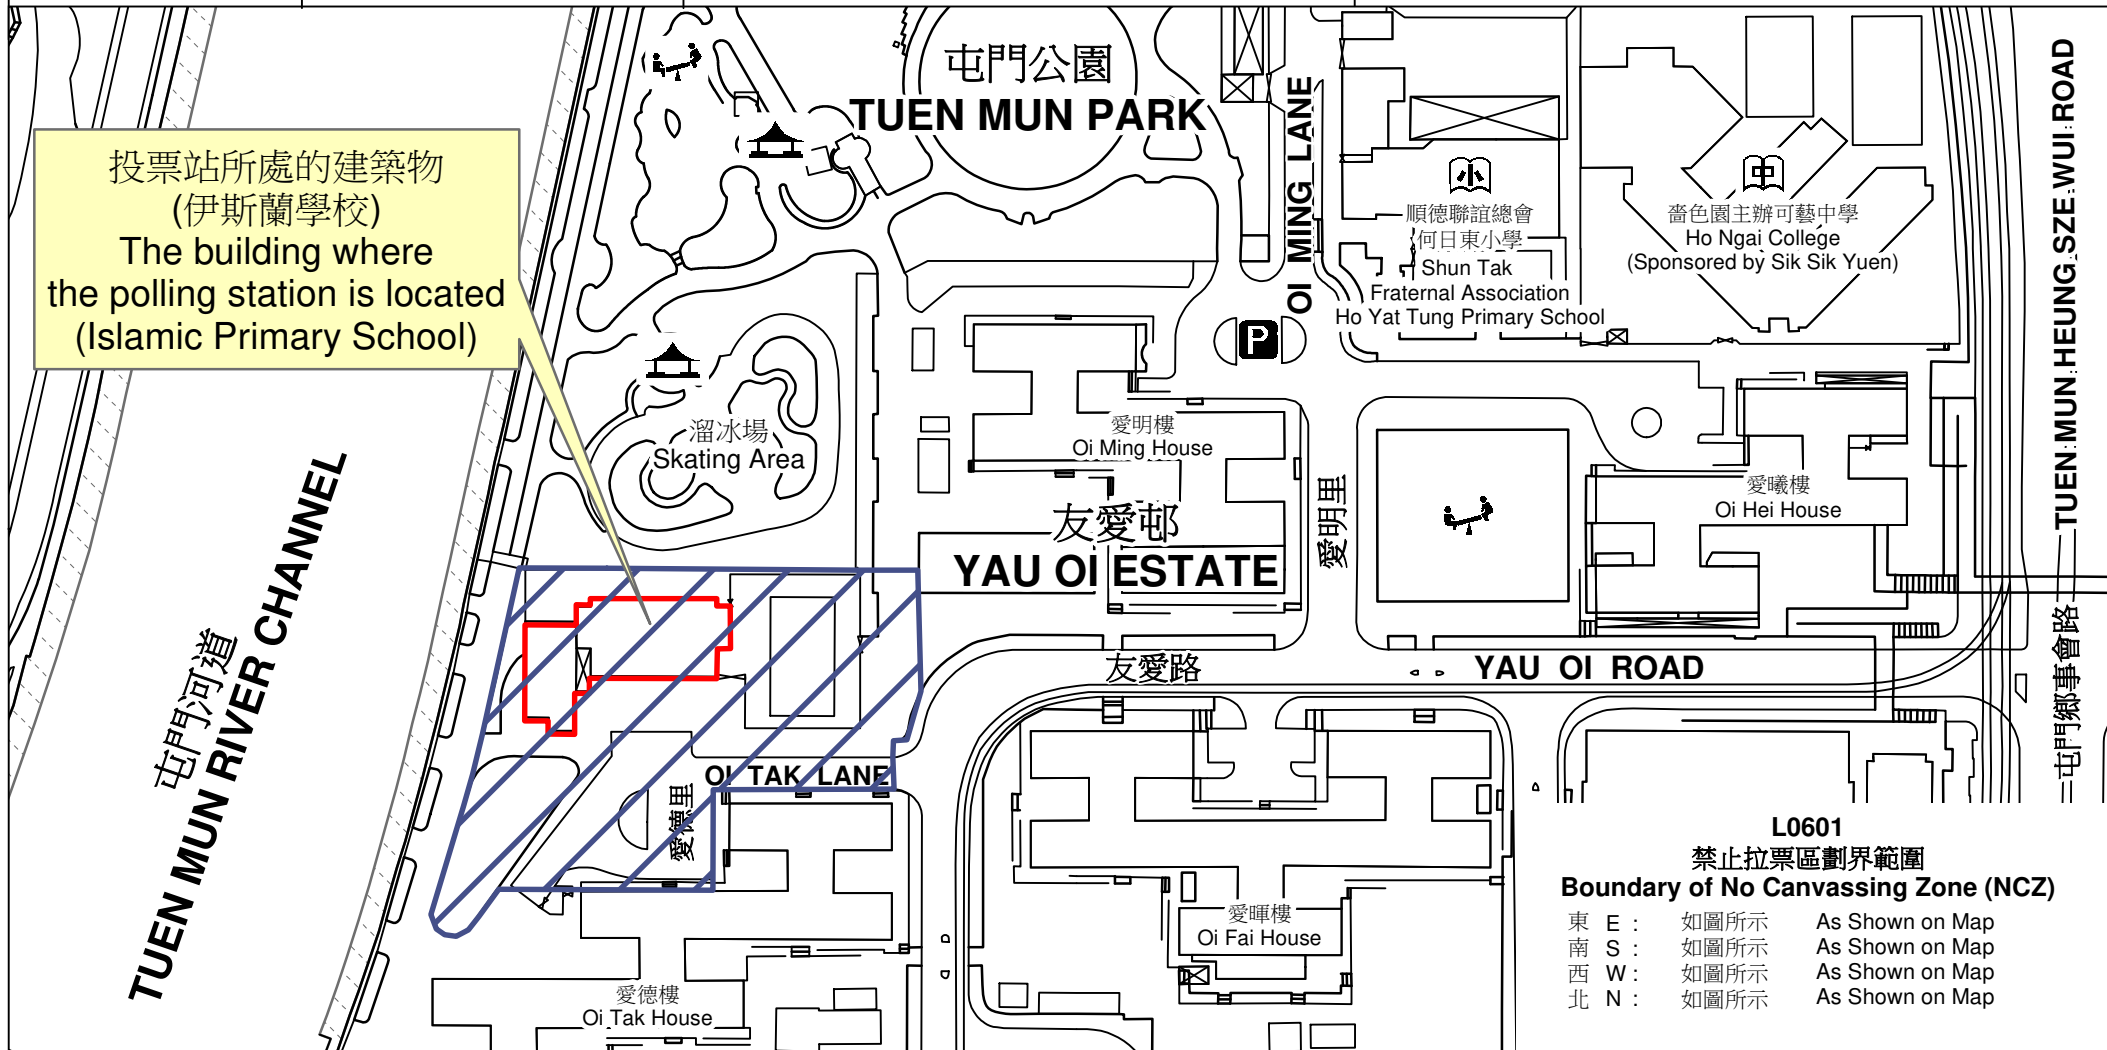 屯門公園
TUEN MUN PARK
投票站所處的建築物
(伊斯蘭學校)
The building where
the polling station is located
(Islamic Primary School)
OI MING LANE
小
順德聯誼總會
何日東小學
Shun Tak
Fraternal Association
Ho Yat Tung Primary School
中
嗇色園主辦可藝中學
Ho Ngai College
(Sponsored by Sik Sik Yuen)
TUEN MUN HEUNG SZE WUI ROAD
屯門鄉事會路
P
溜冰場
Skating Area
愛明樓
Oi Ming House
友愛邨
YAU OI ESTATE
愛明里
愛曦樓
Oi Hei House
屯門河道
TUEN MUN RIVER CHANNEL
友愛路
YAU OI ROAD
OI TAK LANE
愛德里
愛暉樓
Oi Fai House
愛德樓
Oi Tak House
L0601
禁止拉票區劃界範圍
Boundary of No Canvassing Zone (NCZ)
東 E : 如圖所示 As Shown on Map
南 S : 如圖所示 As Shown on Map
西 W : 如圖所示 As Shown on Map
北 N : 如圖所示 As Shown on Map